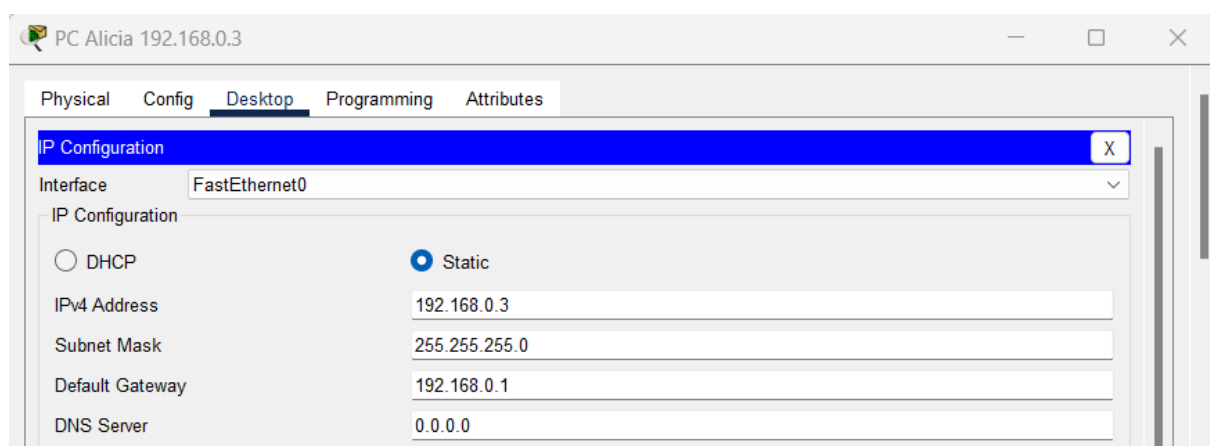 PC Alicia 192.168.0.3
Physical Config Desktop Programming Attributes
IP Configuration X
Interface FastEthernet0
IP Configuration
DHCP Static
IPv4 Address 192.168.0.3
Subnet Mask 255.255.255.0
Default Gateway 192.168.0.1
DNS Server 0.0.0.0